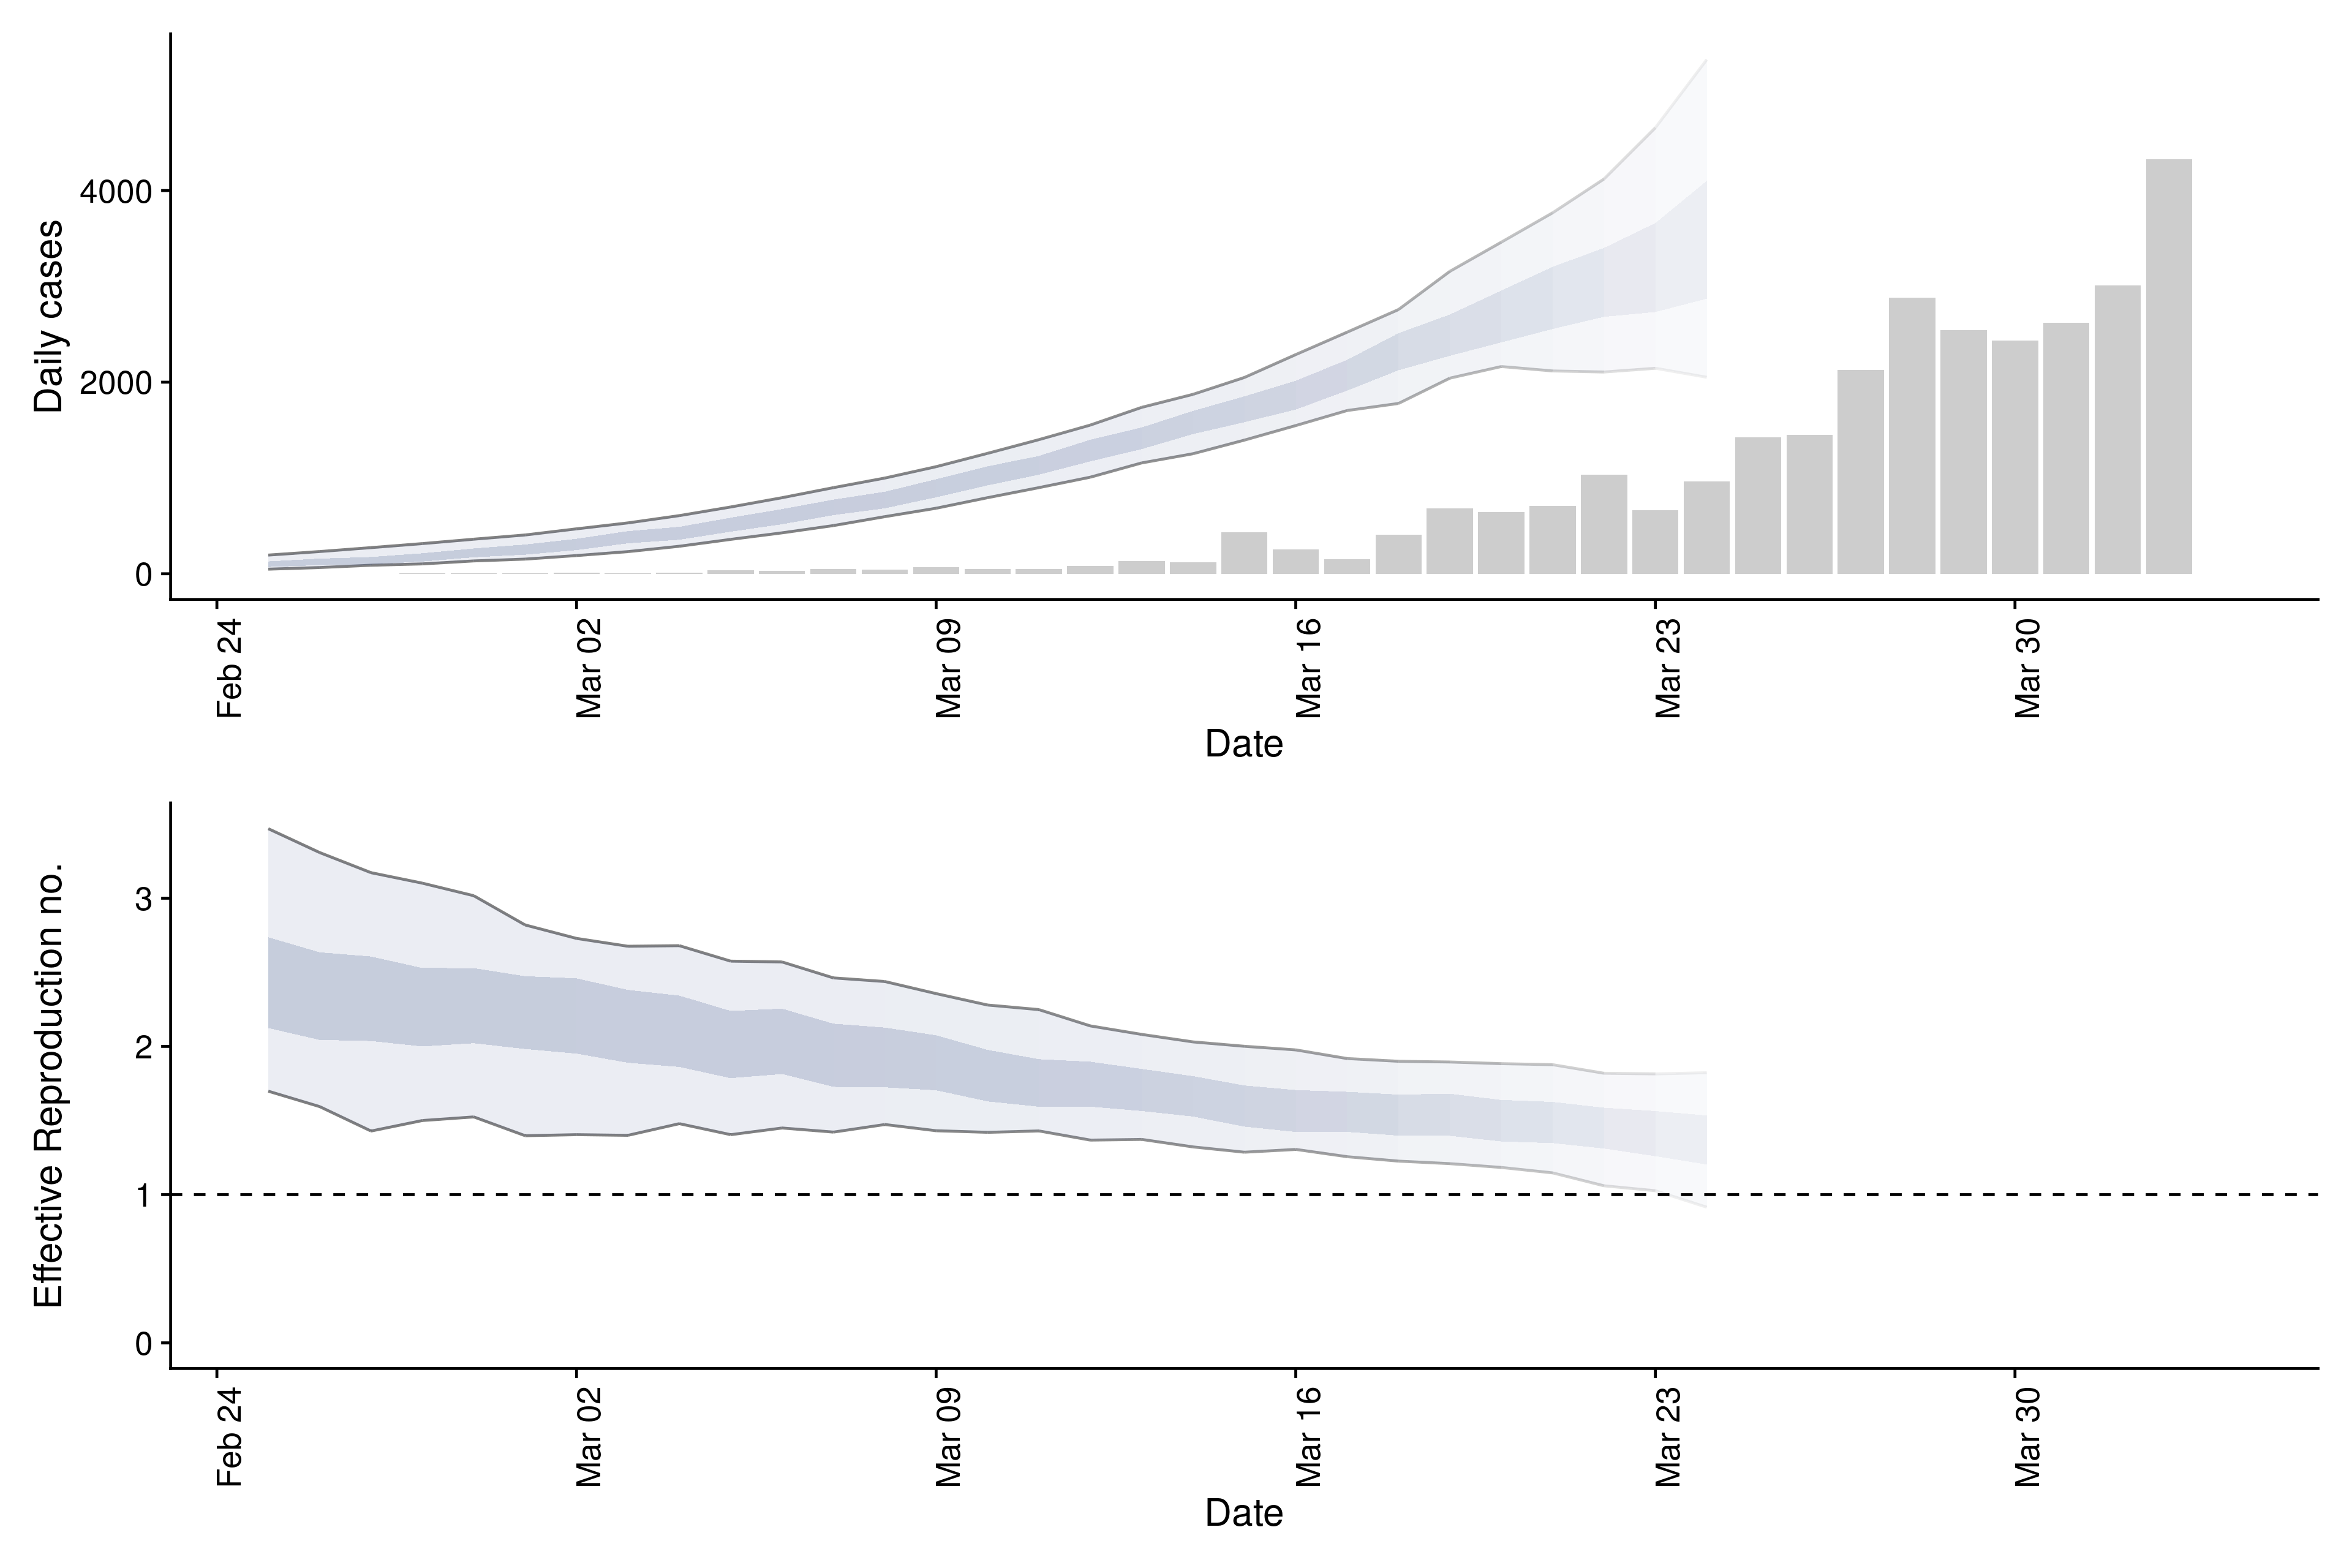 Daily cases
4000
2000
0
Feb 24
Mar 02
Mar 09
Mar 16
Mar 23
Mar 30
Date
Effective Reproduction no.
3
2
1
0
Feb 24
Mar 02
Mar 09
Mar 16
Mar 23
Mar 30
Date